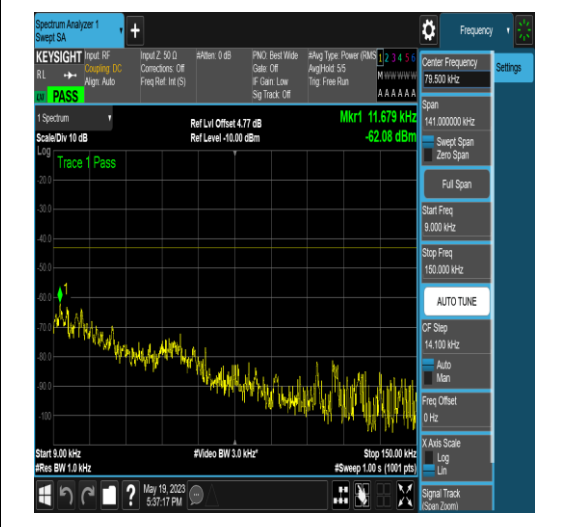 Spectrum Analyzer 1
Swept SA
+
Frequency
KEYSIGHT
RL
PASS
Input: RF
Coupling: DC
Align: Auto
Input Z: 50 Ω
Corrections: Off
Freq Ref: Int (S)
#Atten: 0 dB
PNO: Best Wide
Gate: Off
IF Gain: Low
Sig Track: Off
#Avg Type: Power (RMS
Avg|Hold: 5/5
Trig: Free Run
1 2 3 4 5 6
M W W W W W
A A A A A A
1 Spectrum
Scale/Div 10 dB
Ref Lvl Offset 4.77 dB
Ref Level -10.00 dBm
Mkr1 11.679 kHz
-62.08 dBm
Log
Trace 1 Pass
-20.0
-30.0
-40.0
-50.0
-60.0
-70.0
-80.0
-90.0
-100
1
Start 9.00 kHz
#Res BW 1.0 kHz
#Video BW 3.0 kHz*
Stop 150.00 kHz
#Sweep 1.00 s (1001 pts)
Center Frequency
79.500 kHz
Settings
Span
141.000000 kHz
Swept Span
Zero Span
Full Span
Start Freq
9.000 kHz
Stop Freq
150.000 kHz
AUTO TUNE
CF Step
14.100 kHz
Auto
Man
Freq Offset
0 Hz
X Axis Scale
Log
Lin
Signal Track
(Span Zoom)
?
May 19, 2023
5:37:17 PM